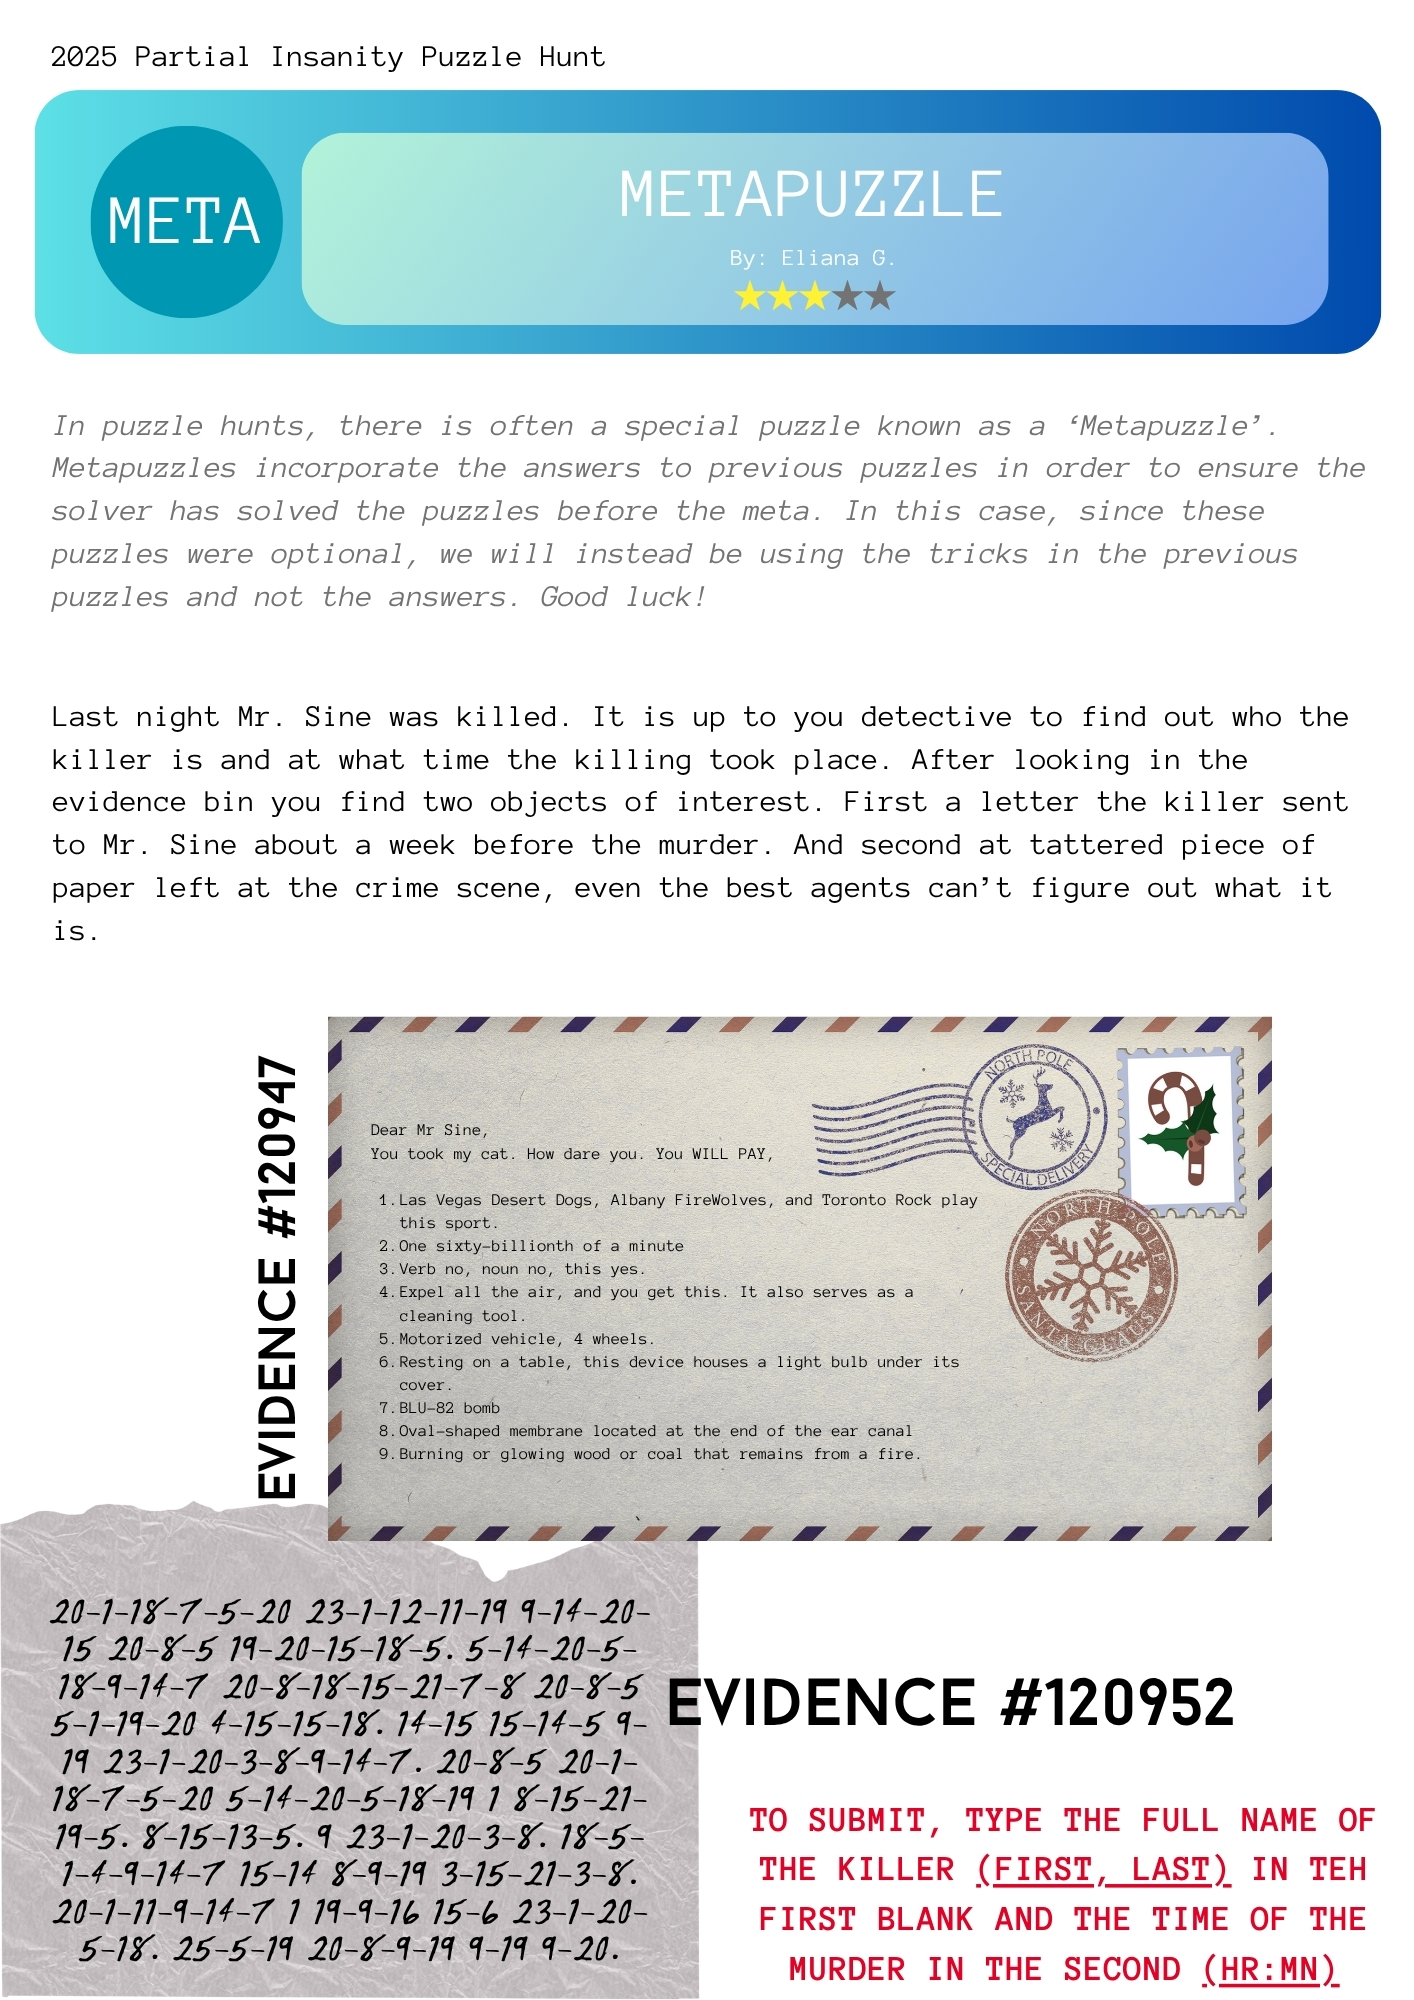 2025 Partial Insanity Puzzle Hunt
META
METAPUZZLE
By: Eliana G.
In puzzle hunts, there is often a special puzzle known as a ‘Metapuzzle’.
Metapuzzles incorporate the answers to previous puzzles in order to ensure the
solver has solved the puzzles before the meta. In this case, since these
puzzles were optional, we will instead be using the tricks in the previous
puzzles and not the answers. Good luck!
Last night Mr. Sine was killed. It is up to you detective to find out who the
killer is and at what time the killing took place. After looking in the
evidence bin you find two objects of interest. First a letter the killer sent
to Mr. Sine about a week before the murder. And second at tattered piece of
paper left at the crime scene, even the best agents can’t figure out what it
is.
EVIDENCE #120947
NORTH POLE
SPECIAL DELIVERY
Dear Mr Sine,
You took my cat. How dare you. You WILL PAY,
1. Las Vegas Desert Dogs, Albany FireWolves, and Toronto Rock play
this sport.
2. One sixty-billionth of a minute
3. Verb no, noun no, this yes.
4. Expel all the air, and you get this. It also serves as a
cleaning tool.
5. Motorized vehicle, 4 wheels.
6. Resting on a table, this device houses a light bulb under its
cover.
7. BLU-82 bomb
8. Oval-shaped membrane located at the end of the ear canal
9. Burning or glowing wood or coal that remains from a fire.
NORTH POLE
SANTA CLAUS
20-1-18-7-5-20 23-1-12-11-19 9-14-20-
15 20-8-5 19-20-15-18-5. 5-14-20-5-
18-9-14-7 20-8-18-15-21-7-8 20-8-5
5-1-19-20 4-15-15-18. 14-15 15-14-5 9-
19 23-1-20-3-8-9-14-7. 20-8-5 20-1-
18-7-5-20 5-14-20-5-18-19 1 8-15-21-
19-5. 8-15-13-5. 9 23-1-20-3-8. 18-5-
1-4-9-14-7 15-14 8-9-19 3-15-21-3-8.
20-1-11-9-14-7 1 19-9-16 15-6 23-1-20-
5-18. 25-5-19 20-8-9-19 9-19 9-20.
EVIDENCE #120952
TO SUBMIT, TYPE THE FULL NAME OF
THE KILLER (FIRST, LAST) IN TEH
FIRST BLANK AND THE TIME OF THE
MURDER IN THE SECOND (HR:MN)